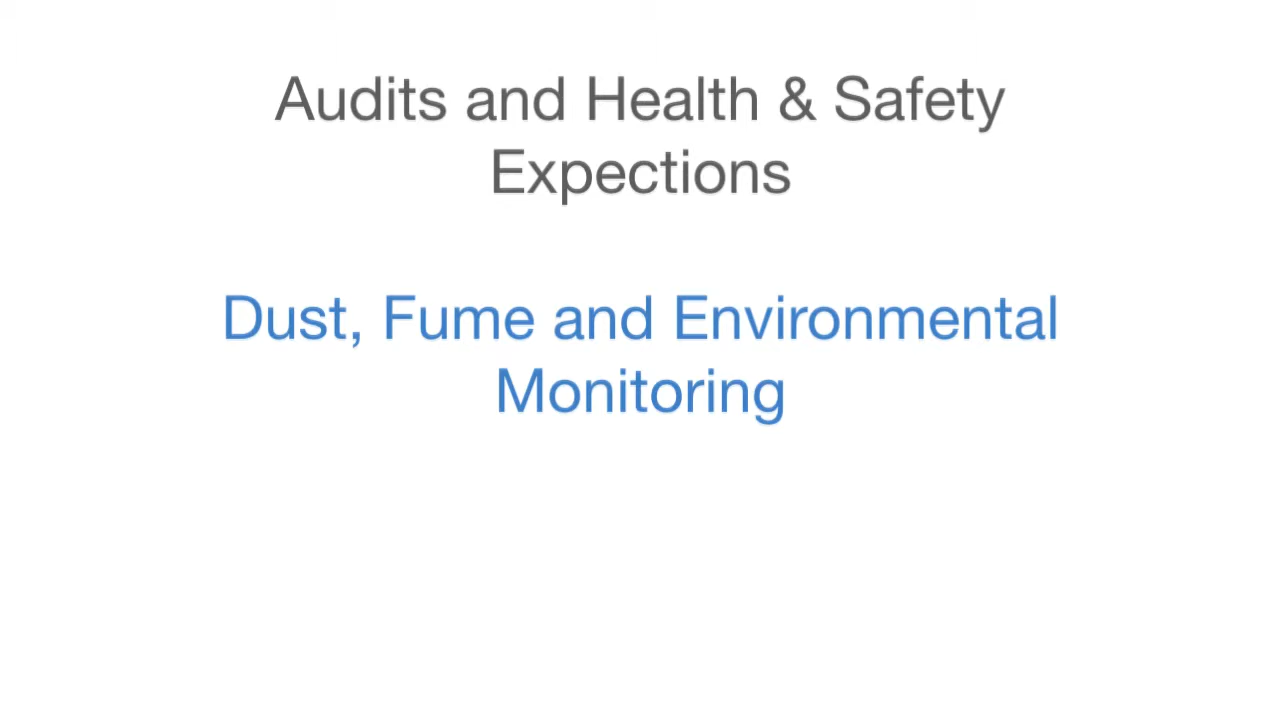 Audits and Health & Safety
Expections
Dust, Fume and Environmental
Monitoring